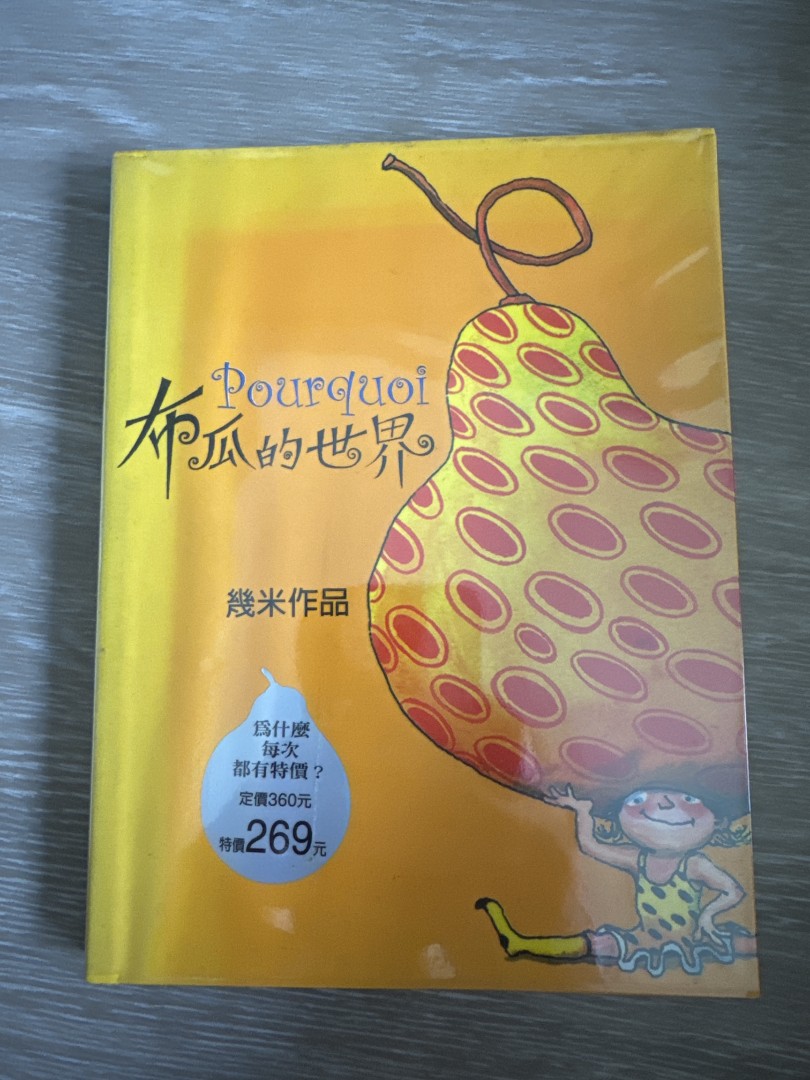 Pourquoi
布瓜的世界
幾米作品
為什麼
每次
都有特價？
定價360元
特價269元